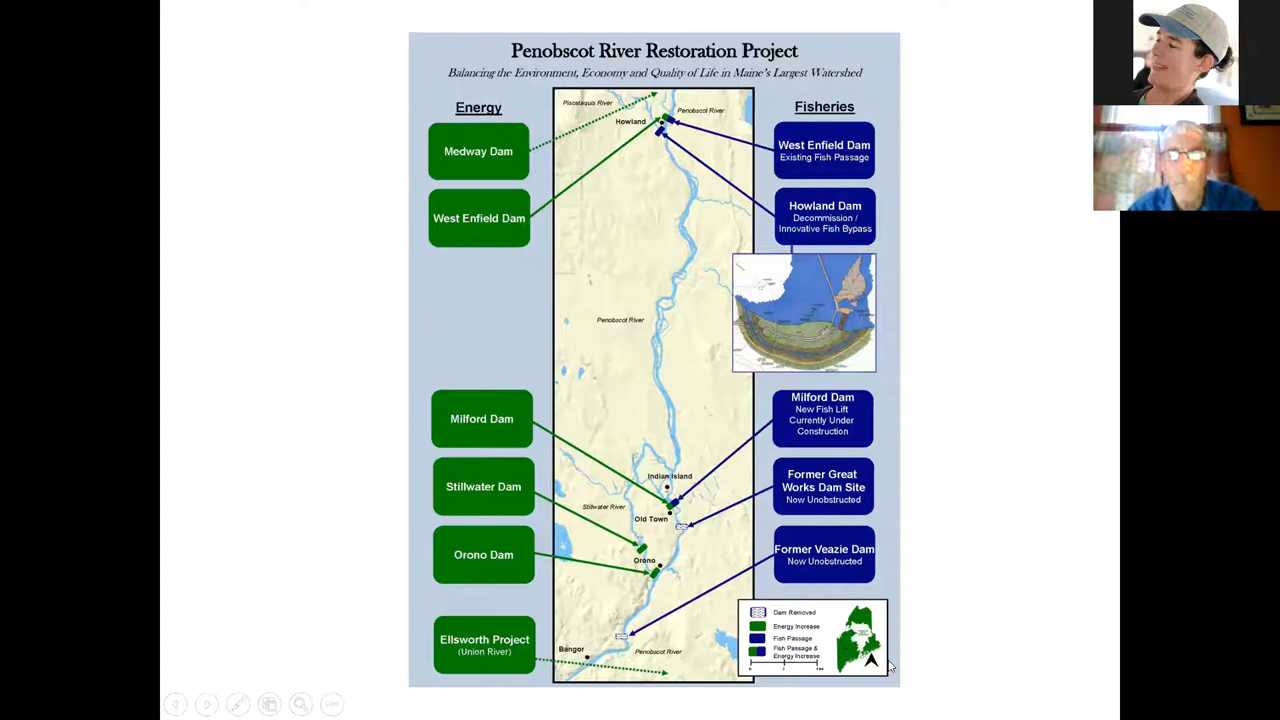 Penobscot River Restoration Project
Balancing the Environment, Economy and Quality of Life in Maine's Largest Watershed
Energy
Medway Dam
West Enfield Dam
Milford Dam
Stillwater Dam
Orono Dam
Ellsworth Project
(Union River)
Piscataquis River
Penobscot River
Howland
Penobscot River
Indian Island
Stillwater River
Old Town
Orono
Bangor
Penobscot River
Fisheries
West Enfield Dam
Existing Fish Passage
Howland Dam
Decommission /
Innovative Fish Bypass
Milford Dam
New Fish Lift
Currently Under
Construction
Former Great
Works Dam Site
Now Unobstructed
Former Veazie Dam
Now Unobstructed
Dam Removed
Energy Increase
Fish Passage
Fish Passage &
Energy Increase